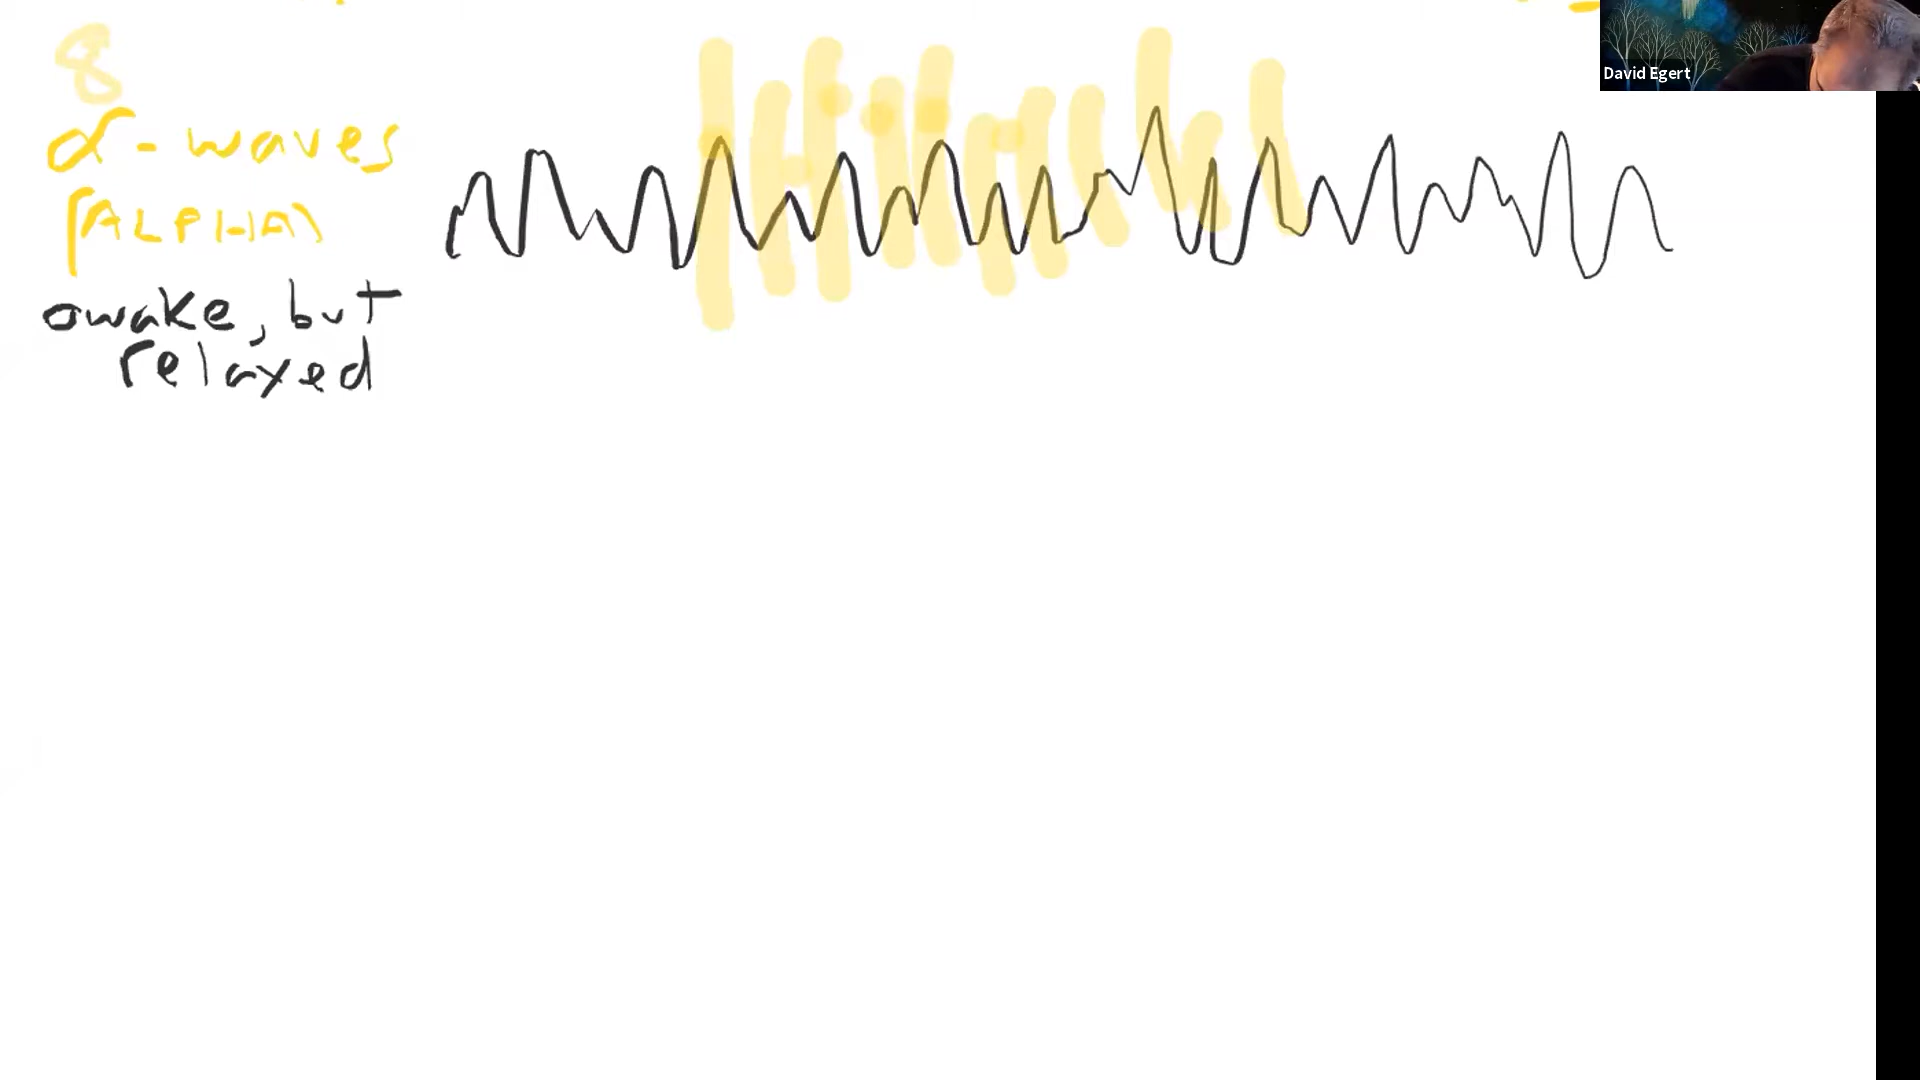 8
David Egert
α-waves
(ALPHA)
awake, but
relaxed